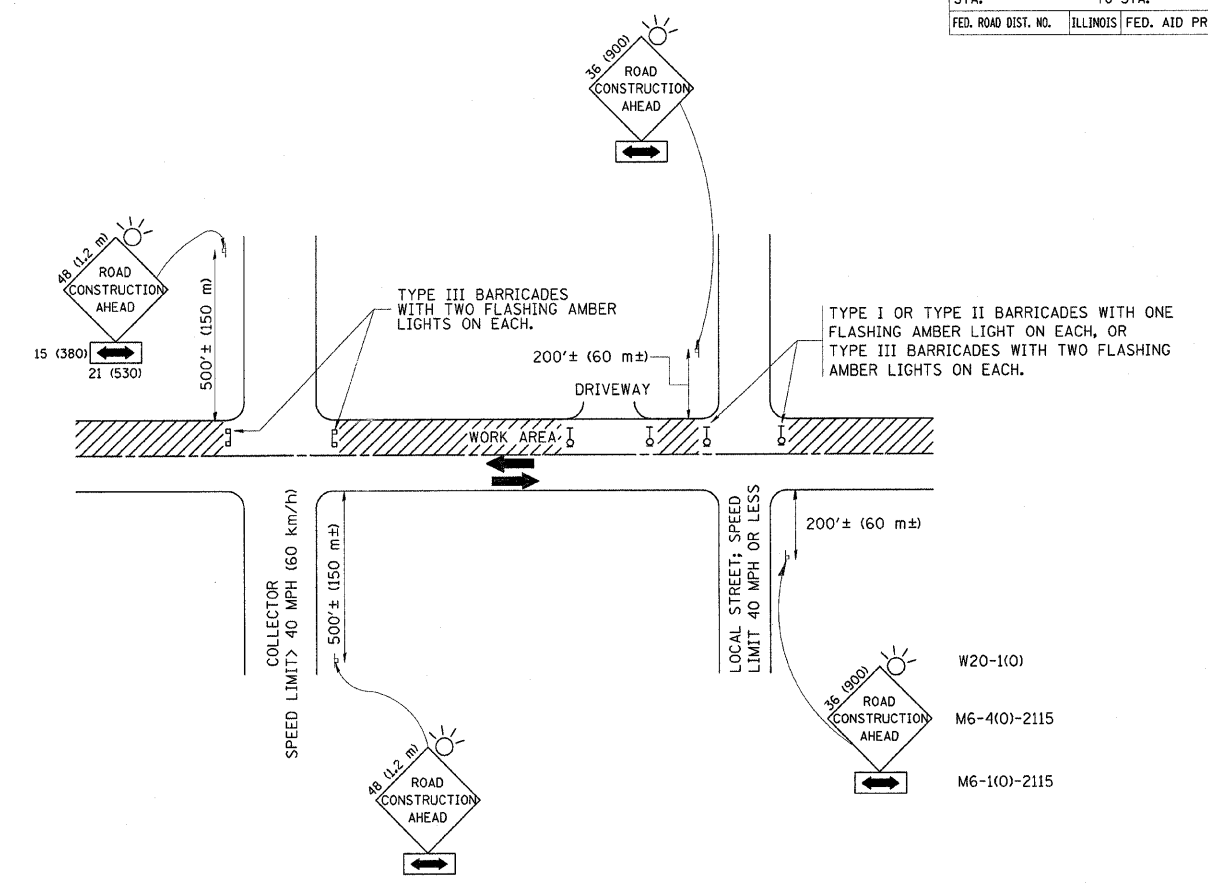 STA. TO STA.
FED. ROAD DIST. NO. ILLINOIS FED. AID PR
36 (900)
ROAD
CONSTRUCTION
AHEAD
48 (1.2 m)
ROAD
CONSTRUCTION
AHEAD
15 (380)
21 (530)
500'± (150 m)
TYPE III BARRICADES
WITH TWO FLASHING AMBER
LIGHTS ON EACH.
200'± (60 m±)
DRIVEWAY
TYPE I OR TYPE II BARRICADES WITH ONE
FLASHING AMBER LIGHT ON EACH, OR
TYPE III BARRICADES WITH TWO FLASHING
AMBER LIGHTS ON EACH.
WORK AREA
COLLECTOR
SPEED LIMIT> 40 MPH (60 km/h)
500'± (150 m±)
LOCAL STREET; SPEED
LIMIT 40 MPH OR LESS
200'± (60 m±)
48 (1.2 m)
ROAD
CONSTRUCTION
AHEAD
36 (900)
ROAD
CONSTRUCTION
AHEAD
W20-1(O)
M6-4(O)-2115
M6-1(O)-2115